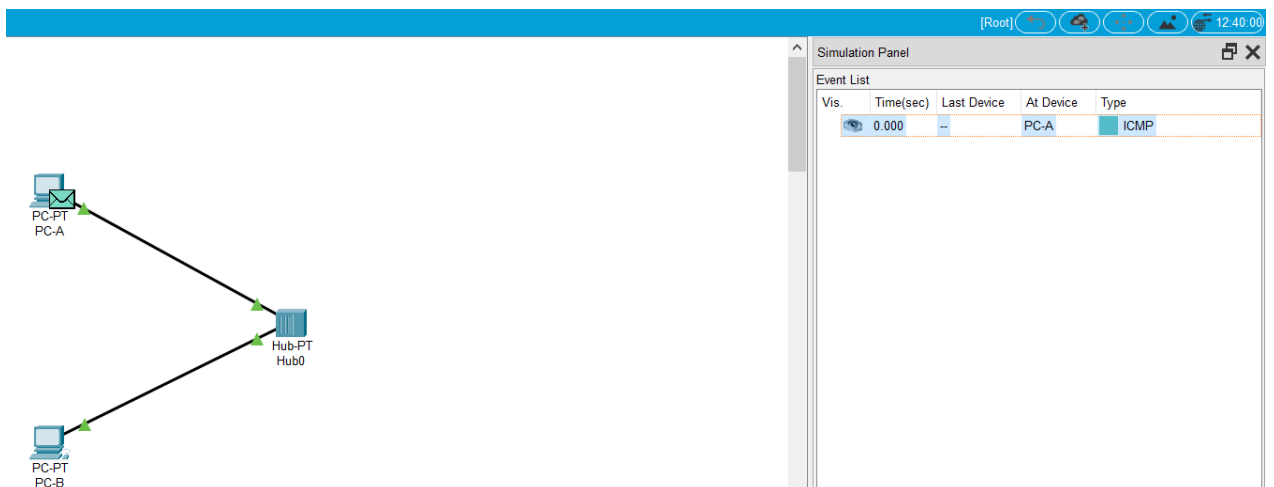 [Root]
12:40:00
Simulation Panel
Event List
Vis. Time(sec) Last Device At Device Type
0.000 -- PC-A ICMP
PC-PT
PC-A
Hub-PT
Hub0
PC-PT
PC-B